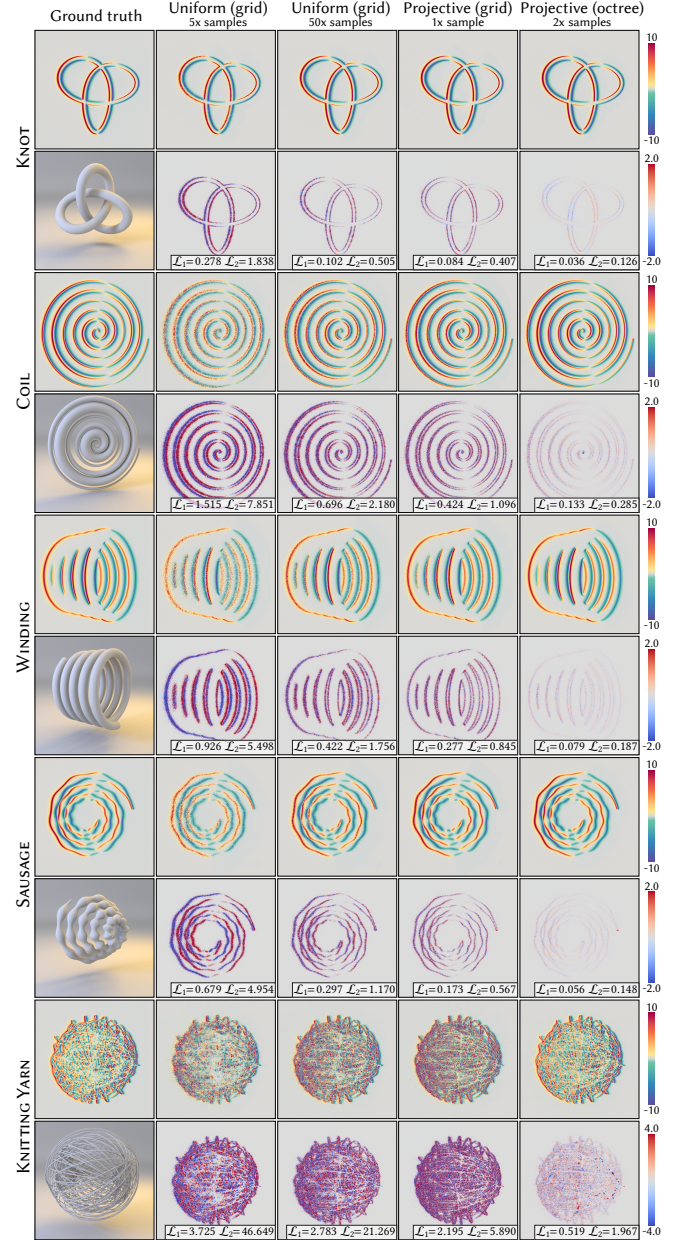 Ground truth
Uniform (grid)
5x samples
Uniform (grid)
50x samples
Projective (grid)
1x sample
Projective (octree)
2x samples
KNOT
10
-10
2.0
-2.0
ℒ₁=0.278 ℒ₂=1.838
ℒ₁=0.102 ℒ₂=0.505
ℒ₁=0.084 ℒ₂=0.407
ℒ₁=0.036 ℒ₂=0.126
COIL
10
-10
2.0
-2.0
ℒ₁=1.515 ℒ₂=7.851
ℒ₁=0.696 ℒ₂=2.180
ℒ₁=0.424 ℒ₂=1.096
ℒ₁=0.133 ℒ₂=0.285
WINDING
10
-10
2.0
-2.0
ℒ₁=0.926 ℒ₂=5.498
ℒ₁=0.422 ℒ₂=1.756
ℒ₁=0.277 ℒ₂=0.845
ℒ₁=0.079 ℒ₂=0.187
SAUSAGE
10
-10
2.0
-2.0
ℒ₁=0.679 ℒ₂=4.954
ℒ₁=0.297 ℒ₂=1.170
ℒ₁=0.173 ℒ₂=0.567
ℒ₁=0.056 ℒ₂=0.148
KNITTING YARN
10
-10
4.0
-4.0
ℒ₁=3.725 ℒ₂=46.649
ℒ₁=2.783 ℒ₂=21.269
ℒ₁=2.195 ℒ₂=5.890
ℒ₁=0.519 ℒ₂=1.967